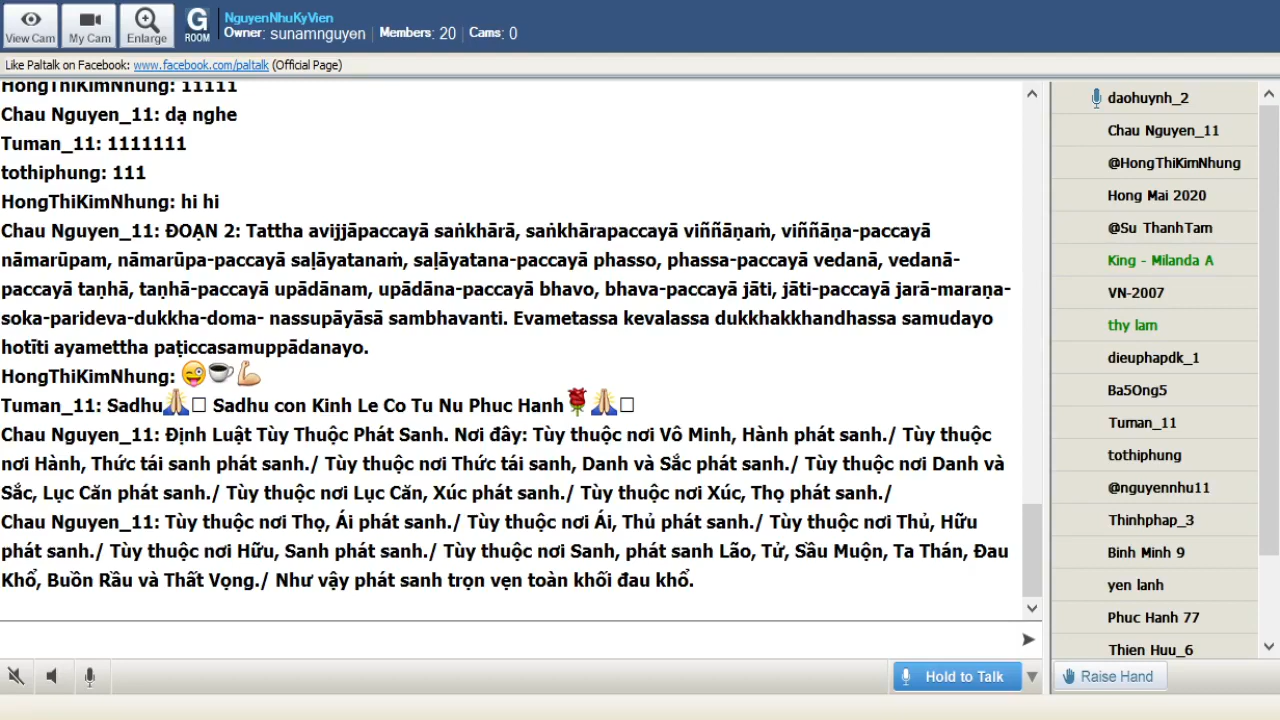 View Cam
My Cam
Enlarge
G
ROOM
NguyenNhuKyVien
Owner: sunamnguyen | Members: 20 | Cams: 0
Like Paltalk on Facebook: www.facebook.com/paltalk (Official Page)
HongThiKimNhung: 11111
Chau Nguyen_11: dạ nghe
Tuman_11: 1111111
tothiphung: 111
HongThiKimNhung: hi hi
Chau Nguyen_11: ĐOẠN 2: Tattha avijjāpaccayā saṅkhārā, saṅkhārapaccayā viññāṇaṁ, viññāṇa-paccayā
nāmarūpam, nāmarūpa-paccayā saḷāyatanaṁ, saḷāyatana-paccayā phasso, phassa-paccayā vedanā, vedanā-
paccayā taṇhā, taṇhā-paccayā upādānam, upādāna-paccayā bhavo, bhava-paccayā jāti, jāti-paccayā jarā-maraṇa-
soka-parideva-dukkha-doma- nassupāyāsā sambhavanti. Evametassa kevalassa dukkhakkhandhassa samudayo
hotīti ayamettha paṭiccasamuppādanayo.
HongThiKimNhung: 😜☕💪
Tuman_11: Sadhu🙏□ Sadhu con Kinh Le Co Tu Nu Phuc Hanh🌹🙏□
Chau Nguyen_11: Định Luật Tùy Thuộc Phát Sanh. Nơi đây: Tùy thuộc nơi Vô Minh, Hành phát sanh./ Tùy thuộc
nơi Hành, Thức tái sanh phát sanh./ Tùy thuộc nơi Thức tái sanh, Danh và Sắc phát sanh./ Tùy thuộc nơi Danh và
Sắc, Lục Căn phát sanh./ Tùy thuộc nơi Lục Căn, Xúc phát sanh./ Tùy thuộc nơi Xúc, Thọ phát sanh./
Chau Nguyen_11: Tùy thuộc nơi Thọ, Ái phát sanh./ Tùy thuộc nơi Ái, Thủ phát sanh./ Tùy thuộc nơi Thủ, Hữu
phát sanh./ Tùy thuộc nơi Hữu, Sanh phát sanh./ Tùy thuộc nơi Sanh, phát sanh Lão, Tử, Sầu Muộn, Ta Thán, Đau
Khổ, Buồn Rầu và Thất Vọng./ Như vậy phát sanh trọn vẹn toàn khối đau khổ.
Hold to Talk
daohuynh_2
Chau Nguyen_11
@HongThiKimNhung
Hong Mai 2020
@Su ThanhTam
King - Milanda A
VN-2007
thy lam
dieuphapdk_1
Ba5Ong5
Tuman_11
tothiphung
@nguyennhu11
Thinhphap_3
Binh Minh 9
yen lanh
Phuc Hanh 77
Thien Huu_6
Raise Hand